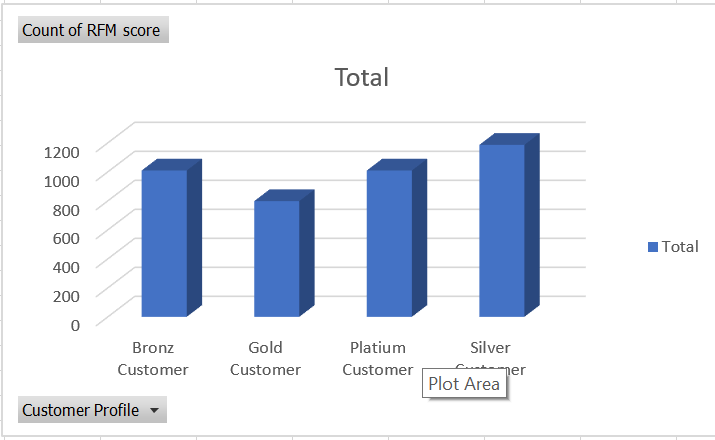 Count of RFM score
Total
1200
1000
800
600
400
200
0
Total
Bronz
Customer
Gold
Customer
Platium
Customer
Silver
Customer
Plot Area
Customer Profile